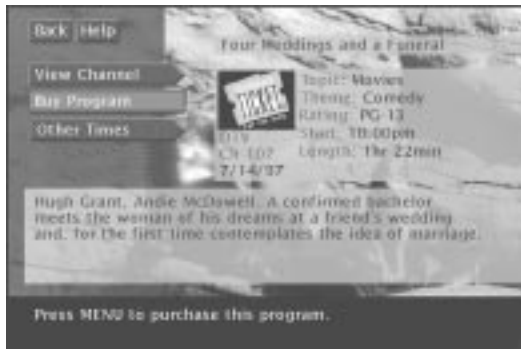 Back Help
Four Weddings and a Funeral
View Channel
Buy Program
Other Times
TICKET
Topic: Movies
Theme: Comedy
Rating: PG-13
Start:
Length: 1hr 22min
Ch 107
7/14/97
Hugh Grant, Andie McDowell. A confirmed bachelor
meets the woman of his dreams at a friend's wedding
and, for the first time contemplates the idea of marriage.
Press MENU to purchase this program.